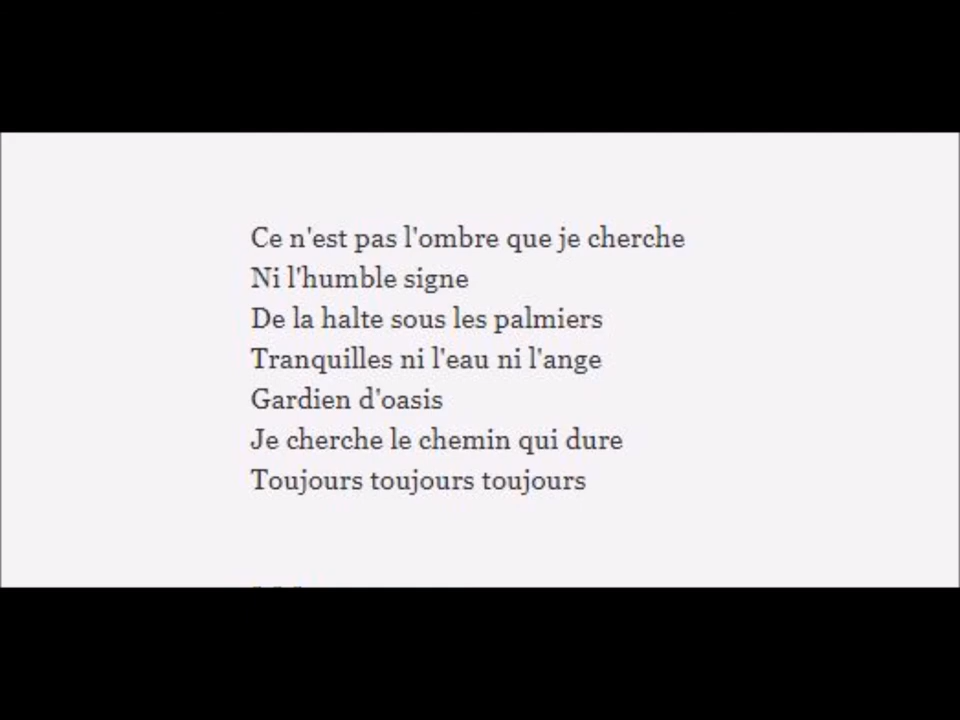 Ce n'est pas l'ombre que je cherche
Ni l'humble signe
De la halte sous les palmiers
Tranquilles ni l'eau ni l'ange
Gardien d'oasis
Je cherche le chemin qui dure
Toujours toujours toujours